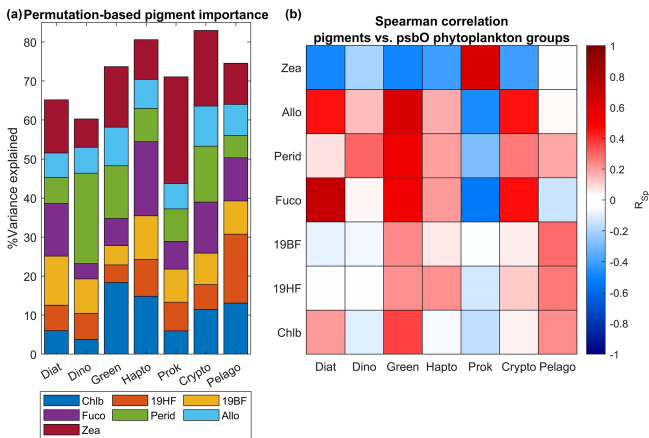 (a) Permutation-based pigment importance
%Variance explained
80
70
60
50
40
30
20
10
0
Diat Dino Green Hapto Prok Crypto Pelago
Chlb 19HF 19BF
Fuco Perid Allo
Zea
(b)
Spearman correlation
pigments vs. psbO phytoplankton groups
Zea
Allo
Perid
Fuco
19BF
19HF
Chlb
Diat Dino Green Hapto Prok Crypto Pelago
1
0.8
0.6
0.4
0.2
0
-0.2
-0.4
-0.6
-0.8
-1
RSp